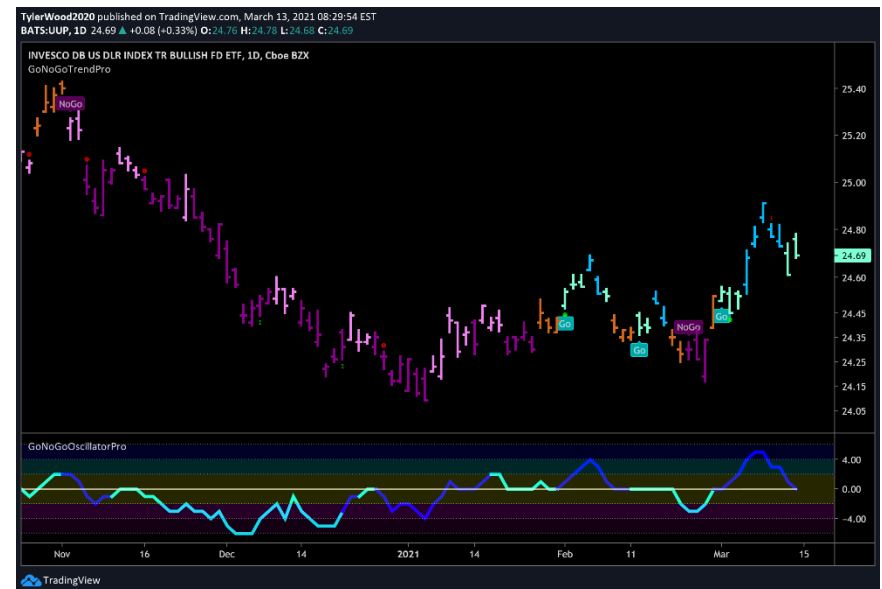 TylerWood2020 published on TradingView.com, March 13, 2021 08:29:54 EST
BATS:UUP, 1D 24.69 ▲ +0.08 (+0.33%) O:24.76 H:24.78 L:24.68 C:24.69
INVESCO DB US DLR INDEX TR BULLISH FD ETF, 1D, Cboe BZX
GoNoGoTrendPro
25.40
NoGo
25.20
25.00
24.80
24.69
24.60
24.45
Go
Go
NoGo
24.35
Go
24.25
24.15
24.05
GoNoGoOscillatorPro
4.00
0.00
−4.00
Nov 16 Dec 14 2021 14 Feb 11 Mar 15
TradingView